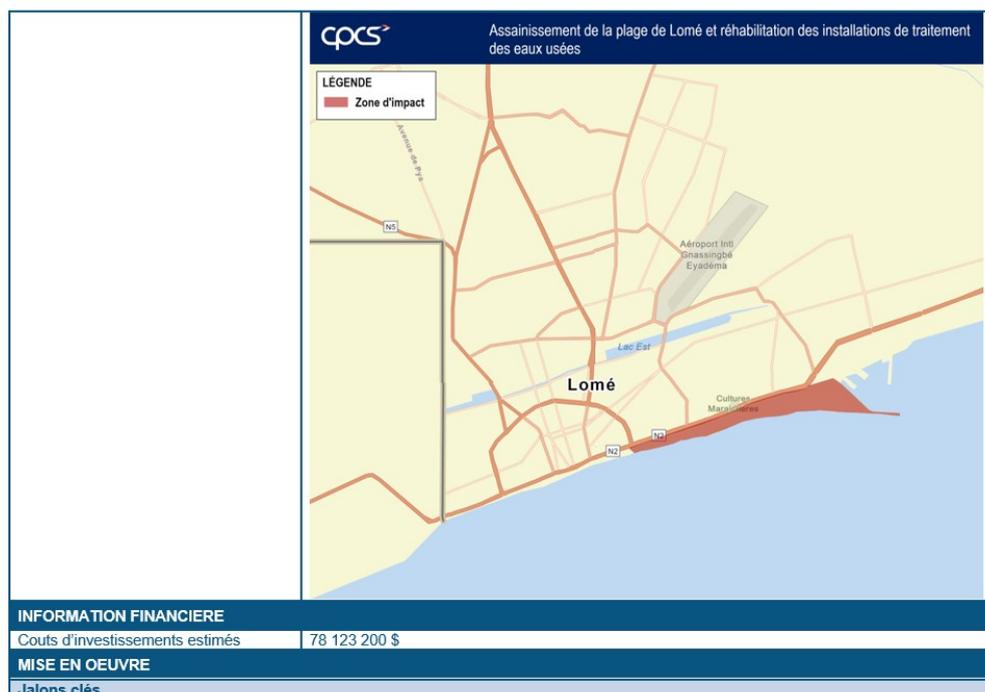 cpcs
Assainissement de la plage de Lomé et réhabilitation des installations de traitement
des eaux usées
LÉGENDE
Zone d'impact
Avenue de Pya
N5
Aéroport Intl
Gnassingbé
Eyadéma
Lac Est
Lomé
Cultures
Maraicheres
N2
N2
INFORMATION FINANCIERE
Couts d'investissements estimés 78 123 200 $
MISE EN OEUVRE
Jalons clés